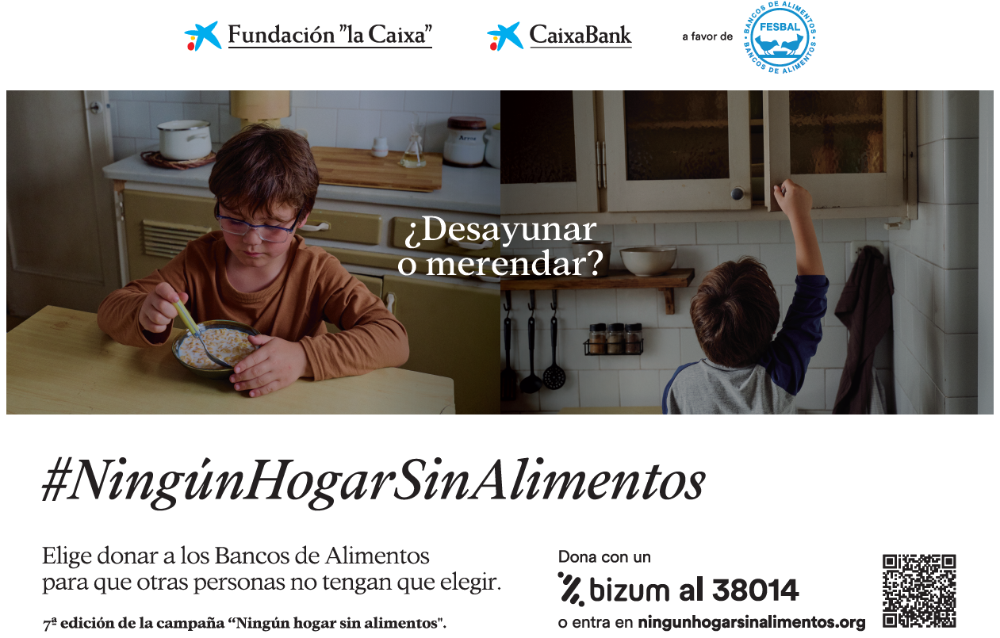 Fundación "la Caixa"
CaixaBank
a favor de
BANCOS DE ALIMENTOS
FESBAL
BANCOS DE ALIMENTOS
Arroz
¿Desayunar
o merendar?
#NingúnHogarSinAlimentos
Elige donar a los Bancos de Alimentos
para que otras personas no tengan que elegir.
7ª edición de la campaña “Ningún hogar sin alimentos".
Dona con un
bizum al 38014
o entra en ningunhogarsinalimentos.org